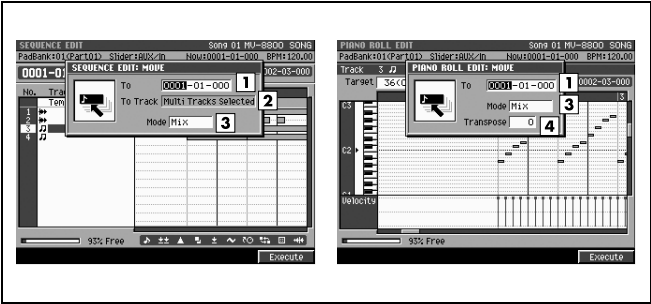 SEQUENCE EDIT Song 01 MV-8800 SONG
PadBank:01(Part01) Slider:AUX/In Now:0001-01-000 BPM:120.00
0001-01 SEQUENCE EDIT: MOVE 0002-03-000
To 0001-01-000 1
No. Tra
Tem
To Track Multi Tracks Selected 2
1
2
3
4
Mode Mix 3
93% Free
Execute
PIANO ROLL EDIT Song 01 MV-8800 SONG
PadBank:01(Part01) Slider:AUX/In Now:0001-01-000 BPM:120.00
Track 3 PIANO ROLL EDIT: MOVE
Target 36(C To 0001-01-000 1 0002-03-000
Mode Mix 3
C3 3
Transpose 0 4
C2
C1
Velocity
93% Free
Execute